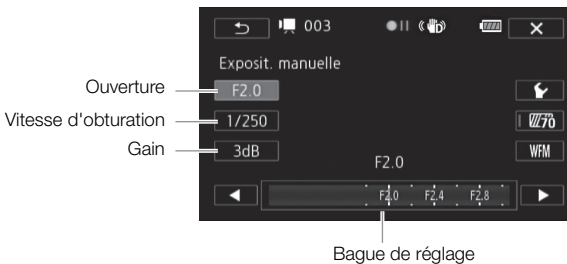 003
Exposit. manuelle
Ouverture
F2.0
Vitesse d'obturation
1/250
70
Gain
3dB
WFM
F2.0
F2.0 F2.4 F2.8
Bague de réglage